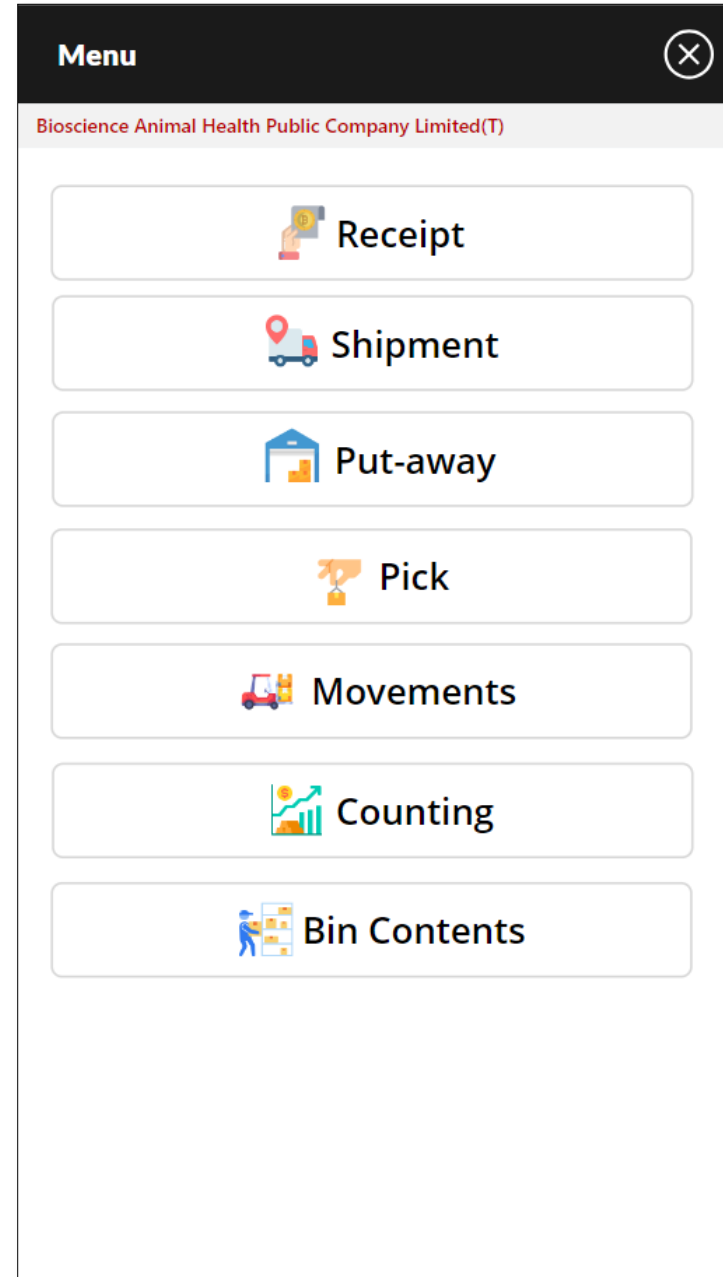 Menu
Bioscience Animal Health Public Company Limited(T)
Receipt
Shipment
Put-away
Pick
Movements
Counting
Bin Contents